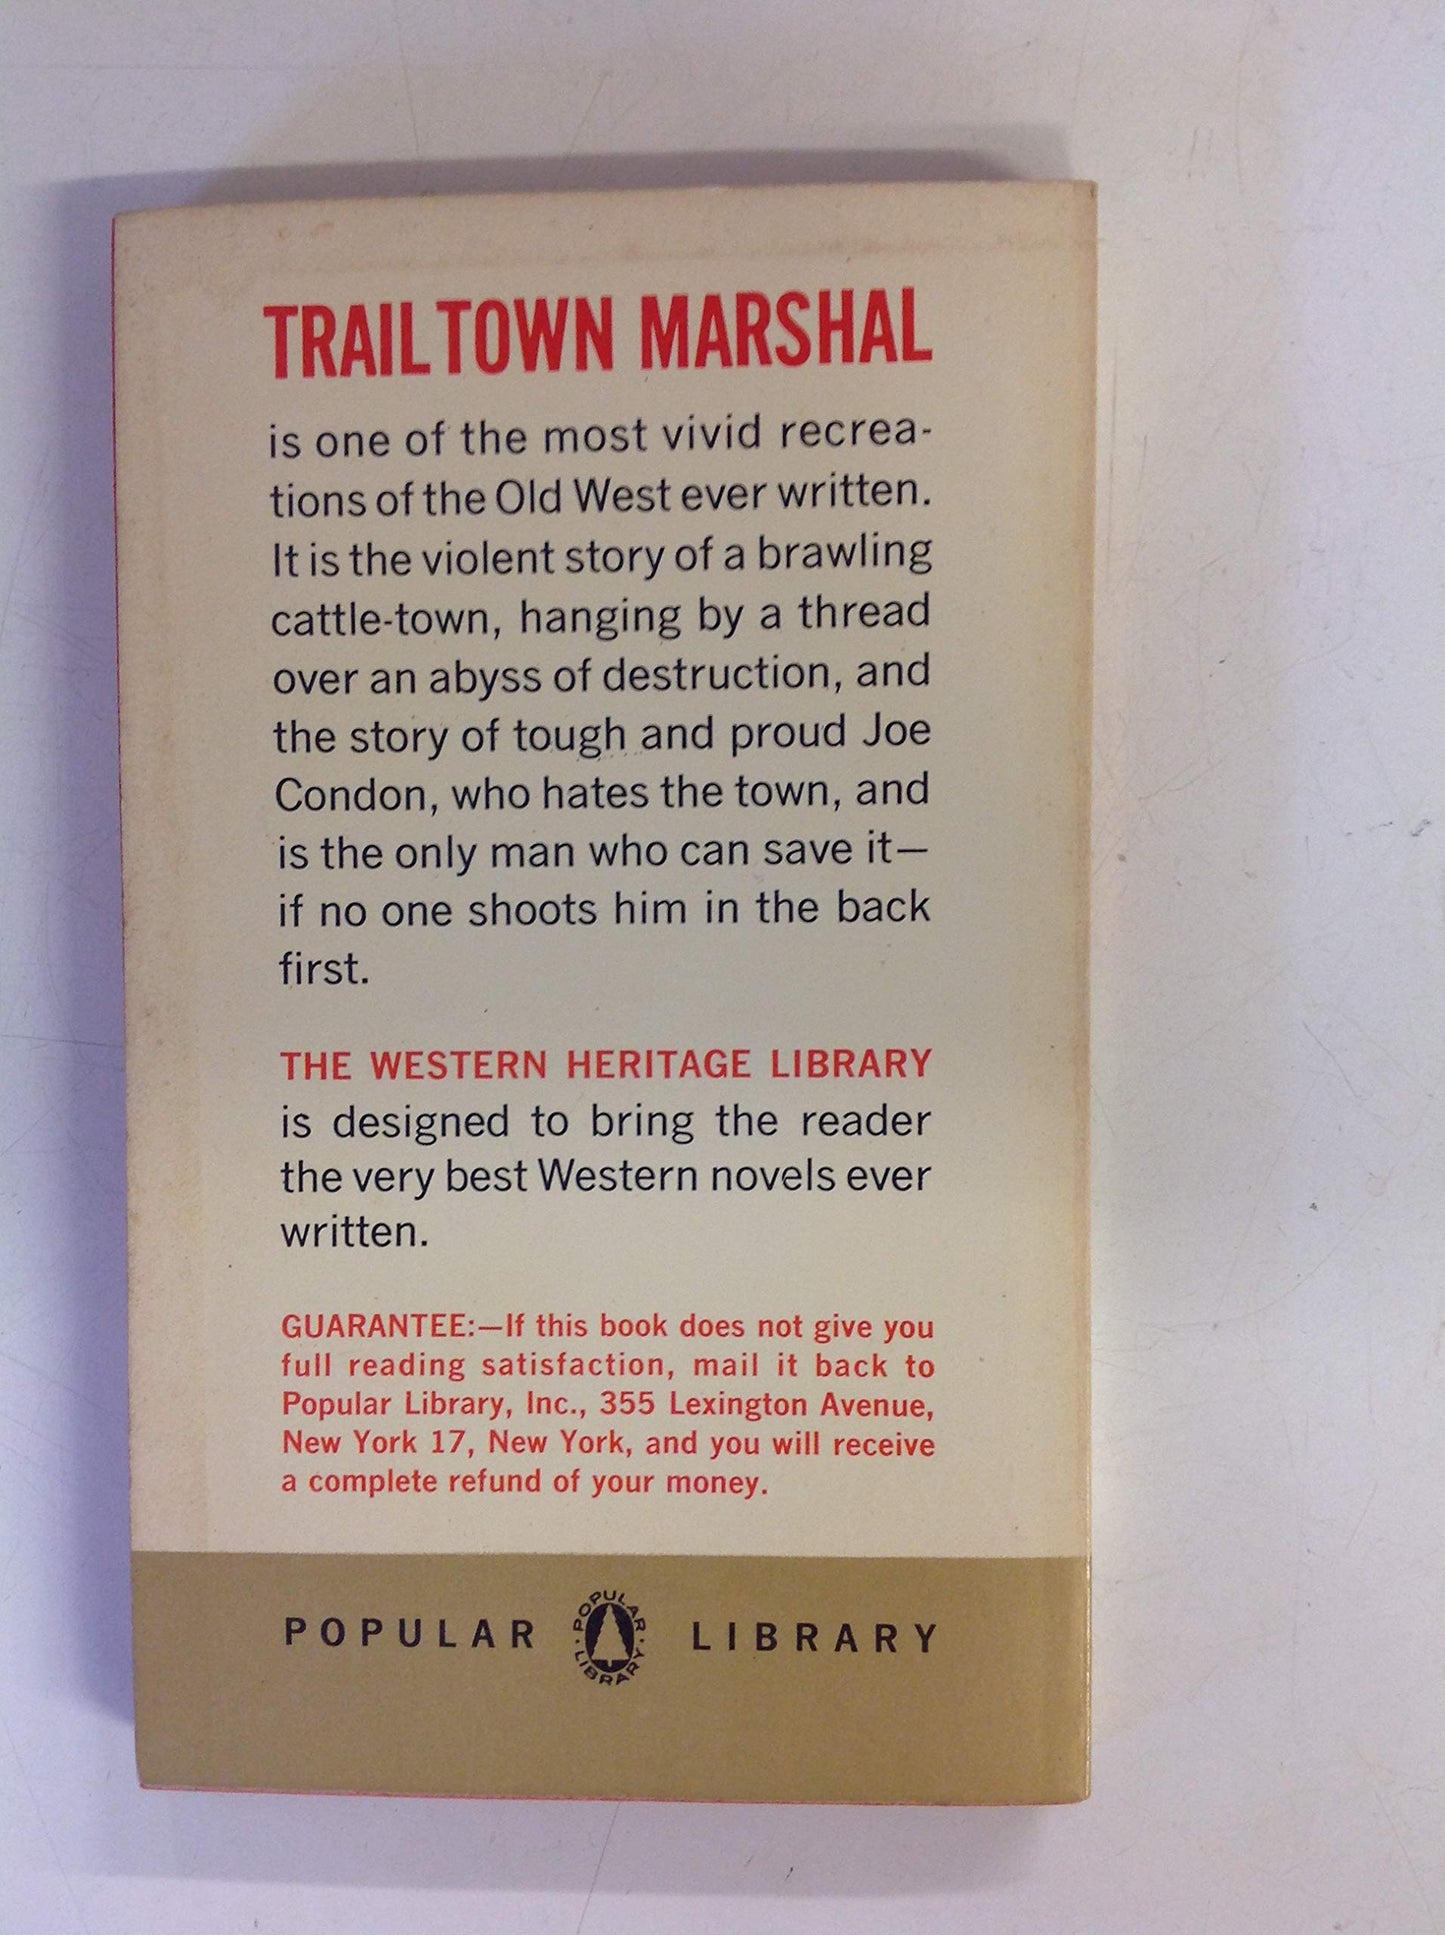 TRAIL TOWN MARSHAL
is one of the most vivid recrea-
tions of the Old West ever written.
It is the violent story of a brawling
cattle-town, hanging by a thread
over an abyss of destruction, and
the story of tough and proud Joe
Condon, who hates the town, and
is the only man who can save it—
if no one shoots him in the back
first.
THE WESTERN HERITAGE LIBRARY
is designed to bring the reader
the very best Western novels ever
written.
GUARANTEE:—If this book does not give you
full reading satisfaction, mail it back to
Popular Library, Inc., 355 Lexington Avenue,
New York 17, New York, and you will receive
a complete refund of your money.
POPULAR POPULAR LIBRARY LIBRARY